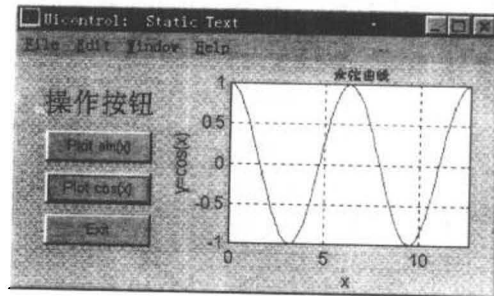 Uicontrol: Static Text
File Edit Window Help
操作按钮
Plot sin(x)
Plot cos(x)
Exit
余弦曲线
y=cos(x)
1
0.5
0
-0.5
-1
0
5
10
x